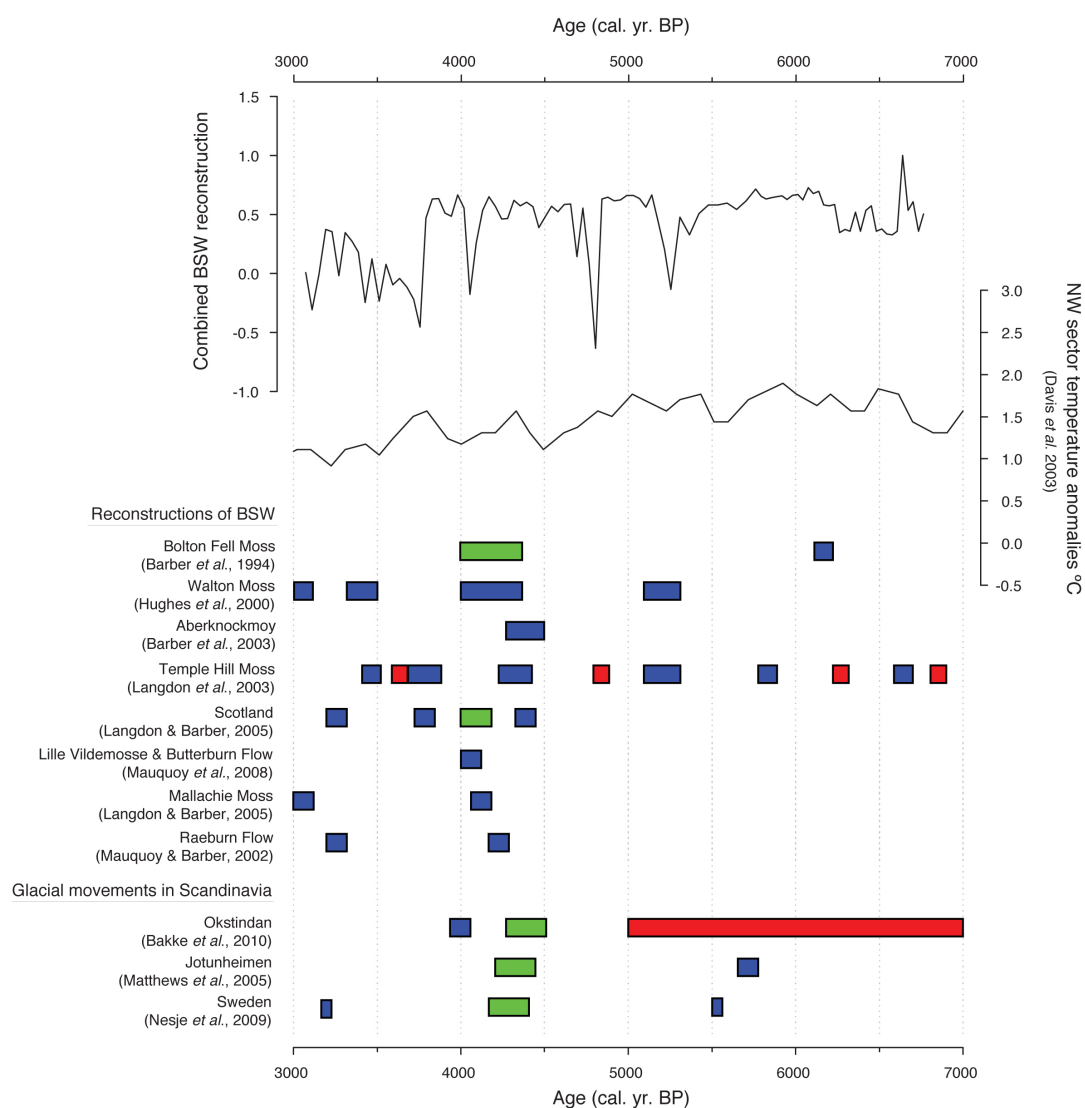 Age (cal. yr. BP)
3000 4000 5000 6000 7000
Combined BSW reconstruction
1.5
1.0
0.5
0.0
-0.5
-1.0
NW sector temperature anomalies ºC
(Davis et al. 2003)
3.0
2.5
2.0
1.5
1.0
0.5
0.0
-0.5
Reconstructions of BSW
Bolton Fell Moss
(Barber et al., 1994)
Walton Moss
(Hughes et al., 2000)
Aberknockmoy
(Barber et al., 2003)
Temple Hill Moss
(Langdon et al., 2003)
Scotland
(Langdon & Barber, 2005)
Lille Vildemosse & Butterburn Flow
(Mauquoy et al., 2008)
Mallachie Moss
(Langdon & Barber, 2005)
Raeburn Flow
(Mauquoy & Barber, 2002)
Glacial movements in Scandinavia
Okstindan
(Bakke et al., 2010)
Jotunheimen
(Matthews et al., 2005)
Sweden
(Nesje et al., 2009)
3000 4000 5000 6000 7000
Age (cal. yr. BP)